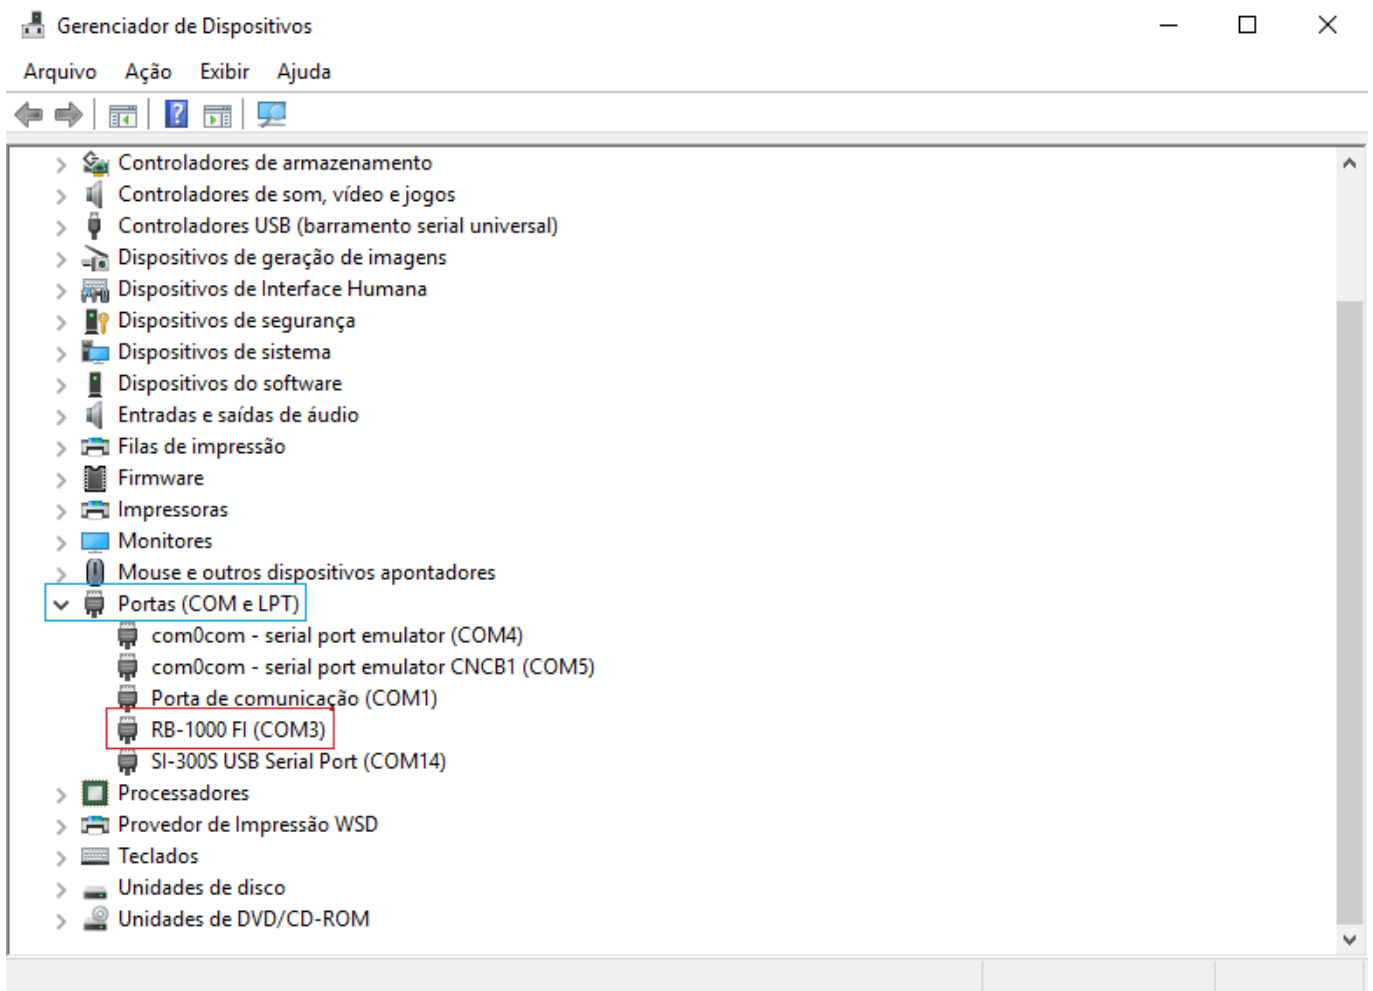 Gerenciador de Dispositivos
Arquivo Ação Exibir Ajuda
Controladores de armazenamento
Controladores de som, vídeo e jogos
Controladores USB (barramento serial universal)
Dispositivos de geração de imagens
Dispositivos de Interface Humana
Dispositivos de segurança
Dispositivos de sistema
Dispositivos do software
Entradas e saídas de áudio
Filas de impressão
Firmware
Impressoras
Monitores
Mouse e outros dispositivos apontadores
Portas (COM e LPT)
com0com - serial port emulator (COM4)
com0com - serial port emulator CNCB1 (COM5)
Porta de comunicação (COM1)
RB-1000 FI (COM3)
SI-300S USB Serial Port (COM14)
Processadores
Provedor de Impressão WSD
Teclados
Unidades de disco
Unidades de DVD/CD-ROM